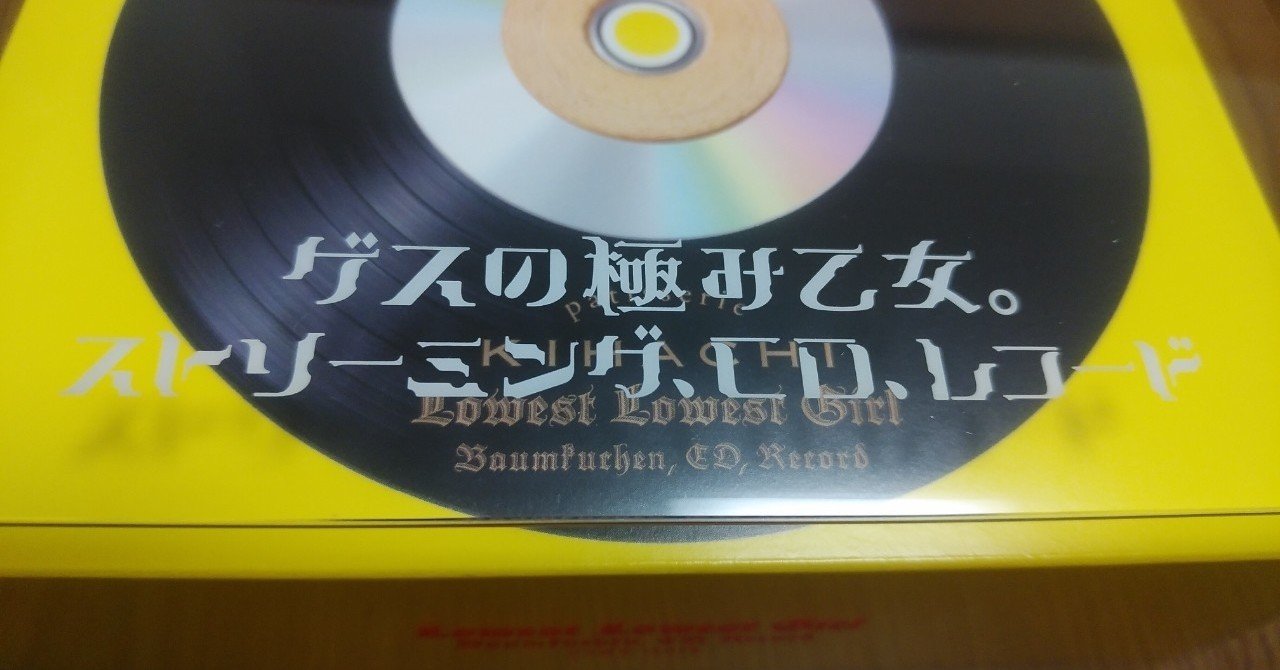 ゲスの極み乙女。
patisserie
ストリーミング、CD、レコード
KIHACHI
Lowest Lowest Girl
Baumkuchen, CD, Record